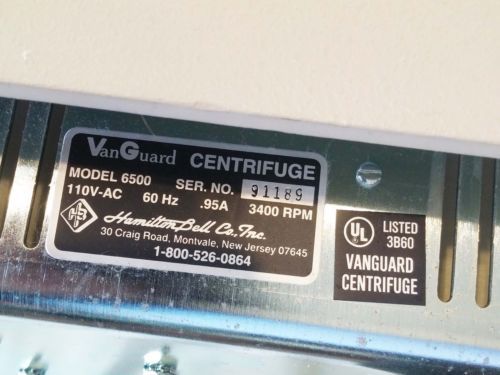 VanGuard CENTRIFUGE
MODEL 6500 SER. NO. 91189
110V-AC 60 Hz .95A 3400 RPM
HB Hamilton Bell Co., Inc.
30 Craig Road, Montvale, New Jersey 07645
1-800-526-0864
UL LISTED
3B60
VANGUARD
CENTRIFUGE